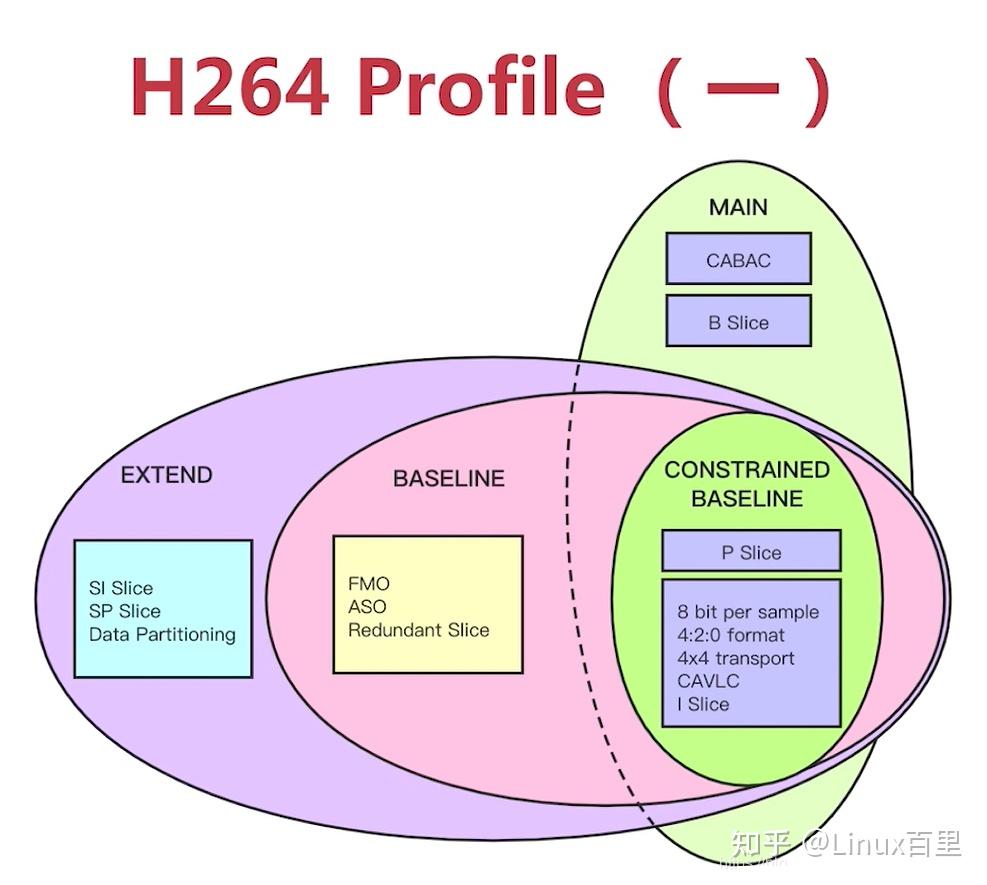 H264 Profile（一）
MAIN
CABAC
B Slice
EXTEND
SI Slice
SP Slice
Data Partitioning
BASELINE
FMO
ASO
Redundant Slice
CONSTRAINED
BASELINE
P Slice
8 bit per sample
4:2:0 format
4x4 transport
CAVLC
I Slice
知乎 @Linux百里